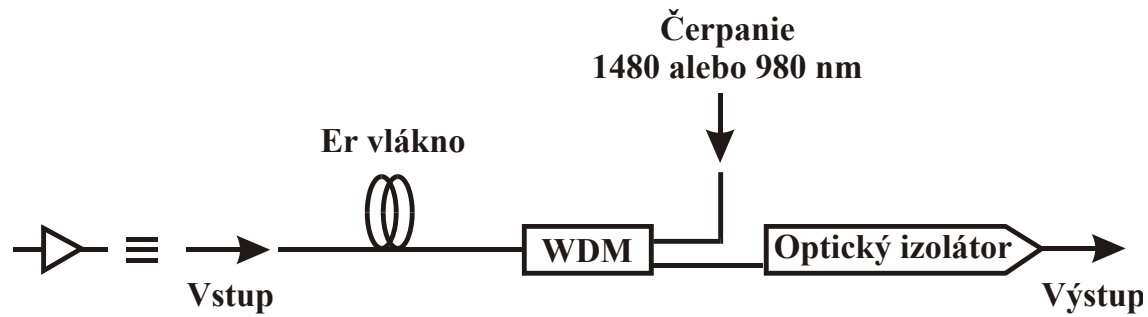 Čerpanie
1480 alebo 980 nm
Er vlákno
WDM
Optický izolátor
Vstup
Výstup